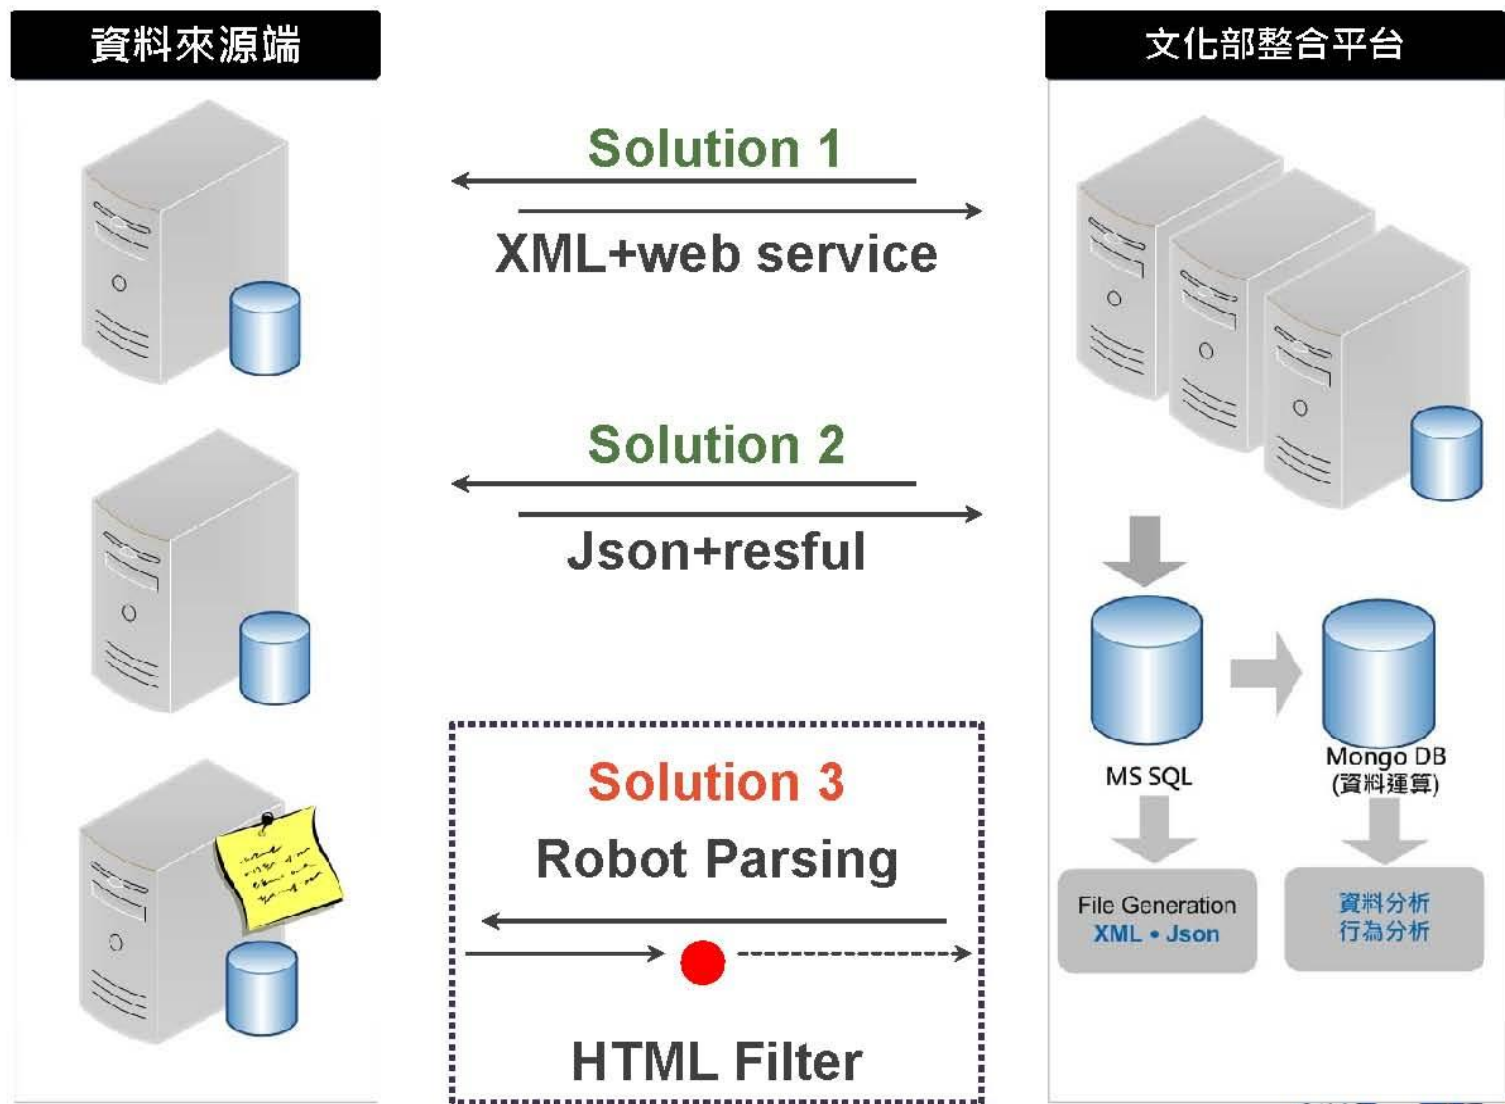 資料來源端
文化部整合平台
Solution 1
XML+web service
Solution 2
Json+resful
Solution 3
Robot Parsing
HTML Filter
MS SQL
Mongo DB
(資料運算)
File Generation
XML • Json
資料分析
行為分析